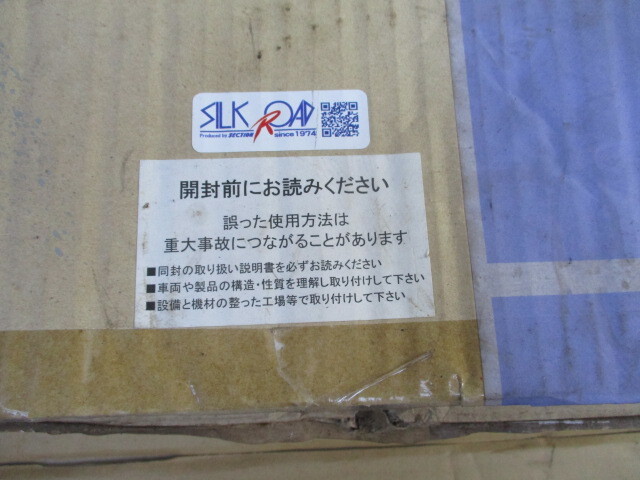 SILK ROAD
Produced by SECTION since1974
開封前にお読みください
誤った使用方法は
重大事故につながることがあります
■同封の取り扱い説明書を必ずお読みください
■車両や製品の構造・性質を理解し取り付けして下さい
■設備と機材の整った工場等で取り付けして下さい